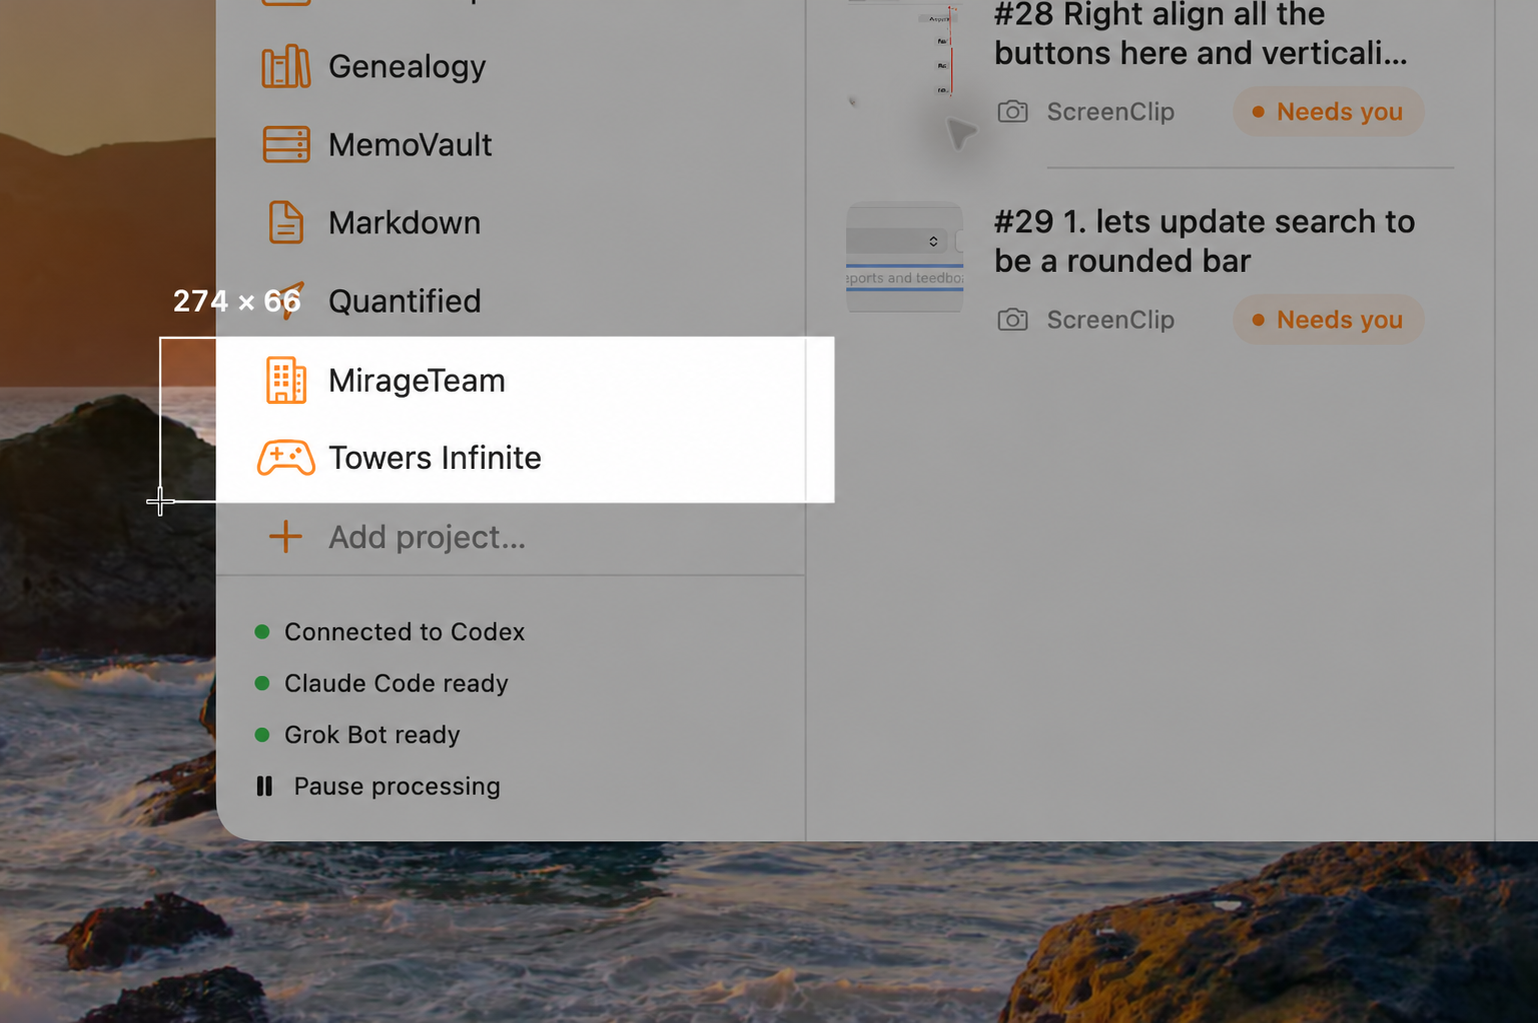 Genealogy
MemoVault
Markdown
274 × 66
Quantified
MirageTeam
Towers Infinite
Add project...
Connected to Codex
Claude Code ready
Grok Bot ready
Pause processing
#28 Right align all the
buttons here and verticali...
ScreenClip
Needs you
#29 1. lets update search to
be a rounded bar
ScreenClip
Needs you